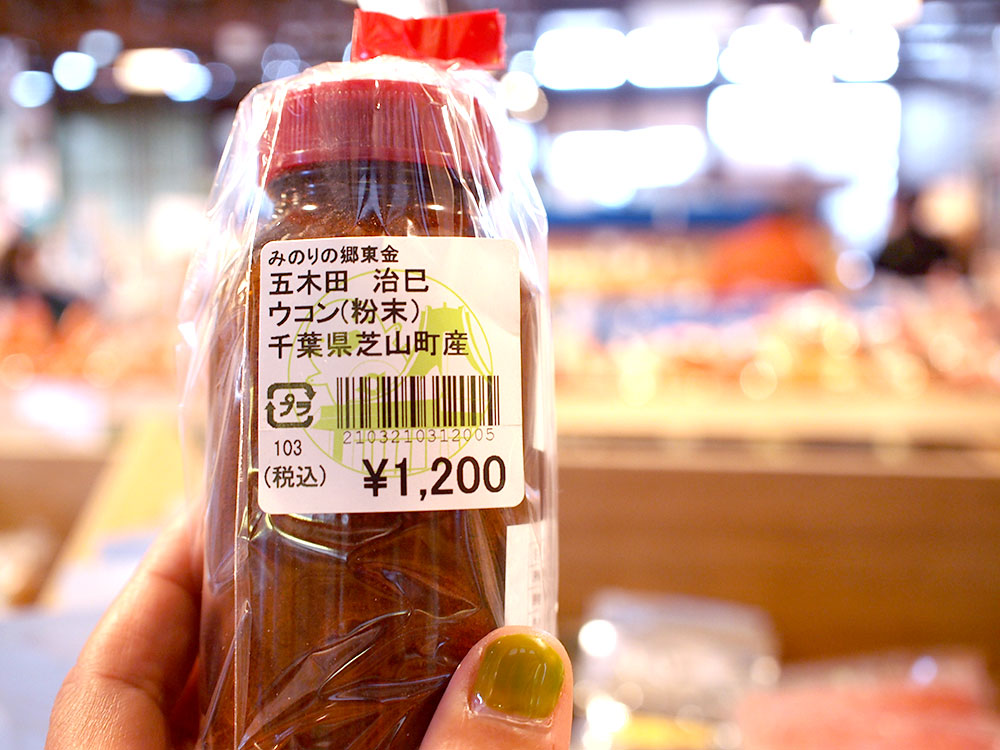 みのりの郷東金
五木田 治巳
ウコン(粉末)
千葉県芝山町産
プラ
2103210312005
103
(税込) ¥1,200